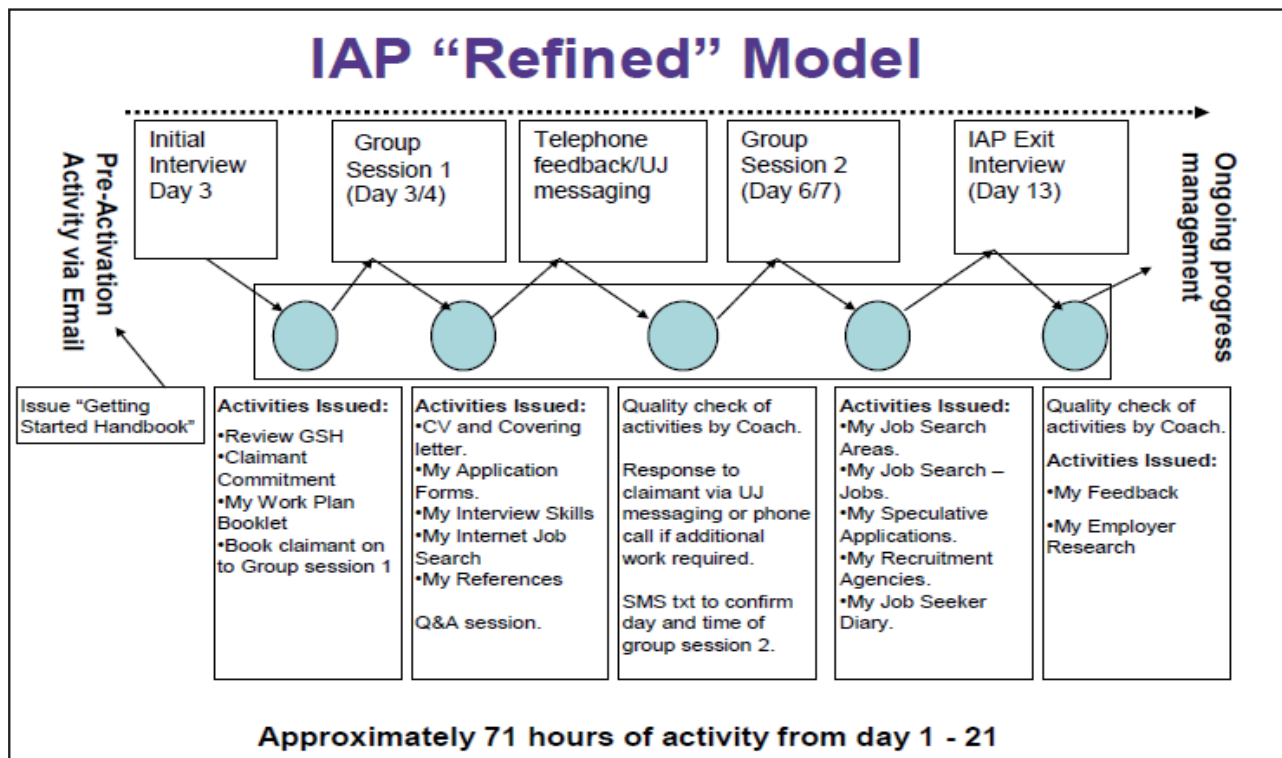 IAP “Refined” Model
Pre-Activation
Activity via Email
Initial
Interview
Day 3
Group
Session 1
(Day 3/4)
Telephone
feedback/UJ
messaging
Group
Session 2
(Day 6/7)
IAP Exit
Interview
(Day 13)
Ongoing progress
management
Issue “Getting
Started Handbook”
Activities Issued:
•Review GSH
•Claimant
Commitment
•My Work Plan
Booklet
•Book claimant on
to Group session 1
Activities Issued:
•CV and Covering
letter.
•My Application
Forms.
•My Interview Skills
•My Internet Job
Search
•My References
Q&A session.
Quality check of
activities by Coach.
Response to
claimant via UJ
messaging or phone
call if additional
work required.
SMS txt to confirm
day and time of
group session 2.
Activities Issued:
•My Job Search
Areas.
•My Job Search –
Jobs.
•My Speculative
Applications.
•My Recruitment
Agencies.
•My Job Seeker
Diary.
Quality check of
activities by Coach.
Activities Issued:
•My Feedback
•My Employer
Research
Approximately 71 hours of activity from day 1 - 21